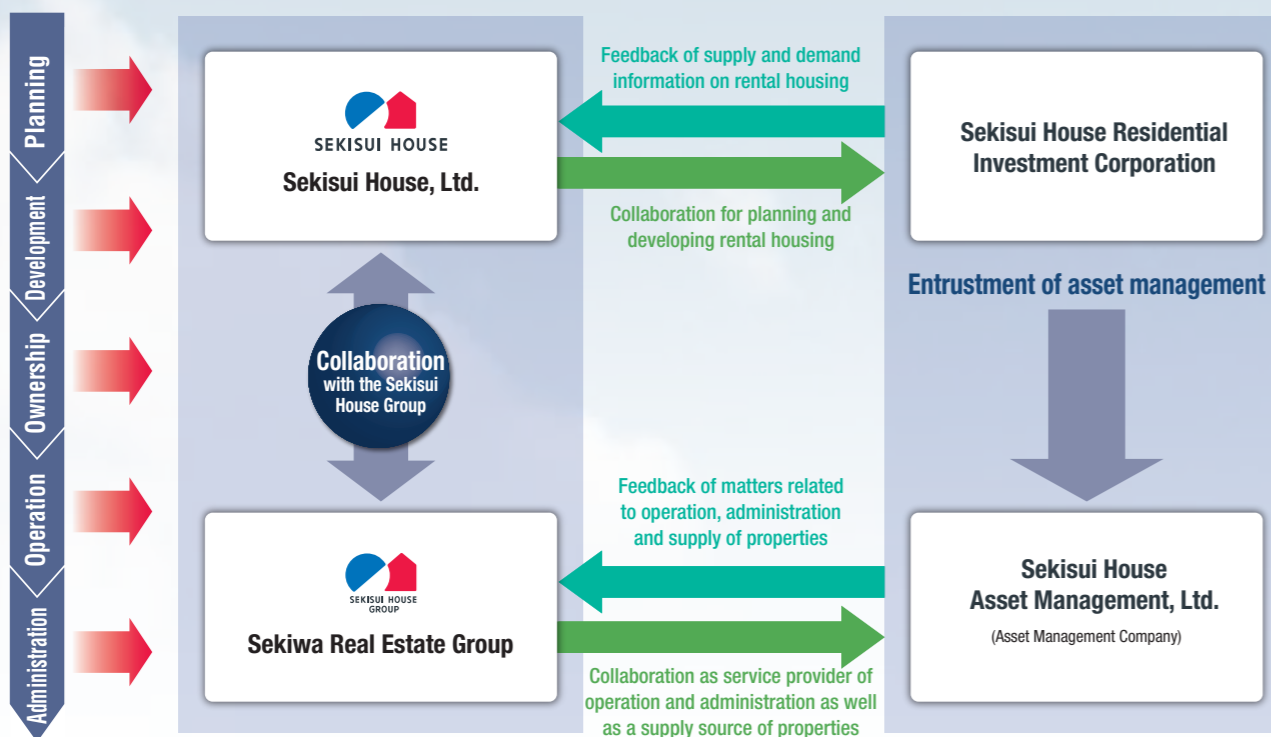 Planning
Development
Ownership
Operation
Administration
SEKISUI HOUSE
Sekisui House, Ltd.
Feedback of supply and demand
information on rental housing
Collaboration for planning and
developing rental housing
Sekisui House Residential
Investment Corporation
Entrustment of asset management
Collaboration
with the Sekisui
House Group
SEKISUI HOUSE
GROUP
Sekiwa Real Estate Group
Feedback of matters related
to operation, administration
and supply of properties
Collaboration as service provider of
operation and administration as well
as a supply source of properties
Sekisui House
Asset Management, Ltd.
(Asset Management Company)